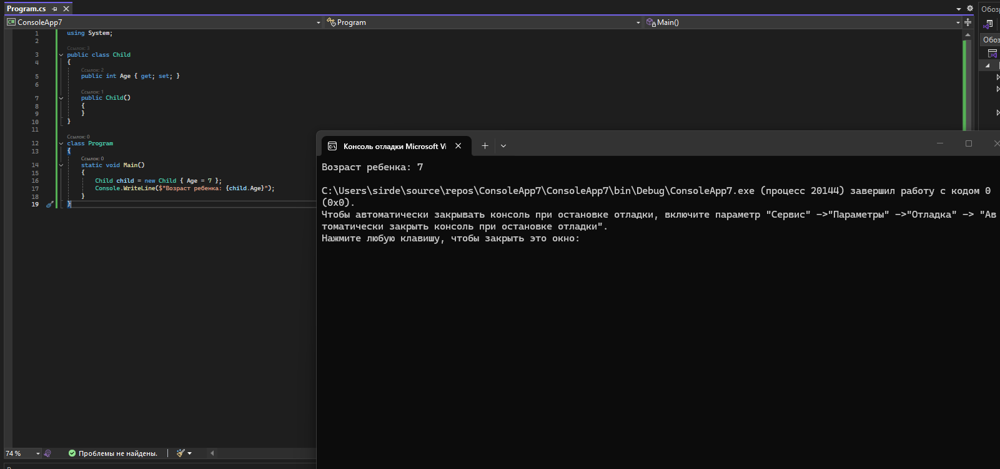 Program.cs
Обозр
ConsoleApp7
Program
Main()
Обоз
1 using System;
2
Ссылок: 3
3 public class Child
4 {
Ссылок: 2
5 public int Age { get; set; }
6
Ссылок: 1
7 public Child()
8 {
9 }
10 }
11
Ссылок: 0
12 class Program
13 {
Ссылок: 0
14 static void Main()
15 {
16 Child child = new Child { Age = 7 };
17 Console.WriteLine($"Возраст ребенка: {child.Age}");
18 }
19 }
74 %
Проблемы не найдены.
Консоль отладки Microsoft Vi
Возраст ребенка: 7
C:\Users\sirde\source\repos\ConsoleApp7\ConsoleApp7\bin\Debug\ConsoleApp7.exe (процесс 20144) завершил работу с кодом 0
(0x0).
Чтобы автоматически закрывать консоль при остановке отладки, включите параметр "Сервис" ->"Параметры" ->"Отладка" -> "Ав
томатически закрыть консоль при остановке отладки".
Нажмите любую клавишу, чтобы закрыть это окно: